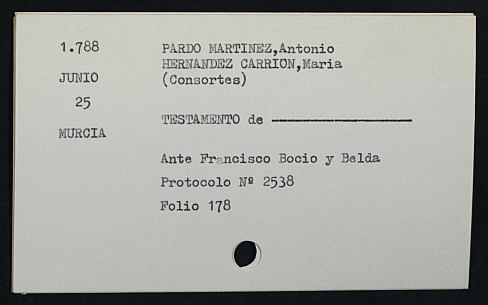 1.788
PARDO MARTINEZ,Antonio
HERNANDEZ CARRION,Maria
JUNIO
(Consortes)
25
TESTAMENTO de --------------------
MURCIA
Ante Francisco Bocio y Belda
Protocolo Nº 2538
Folio 178